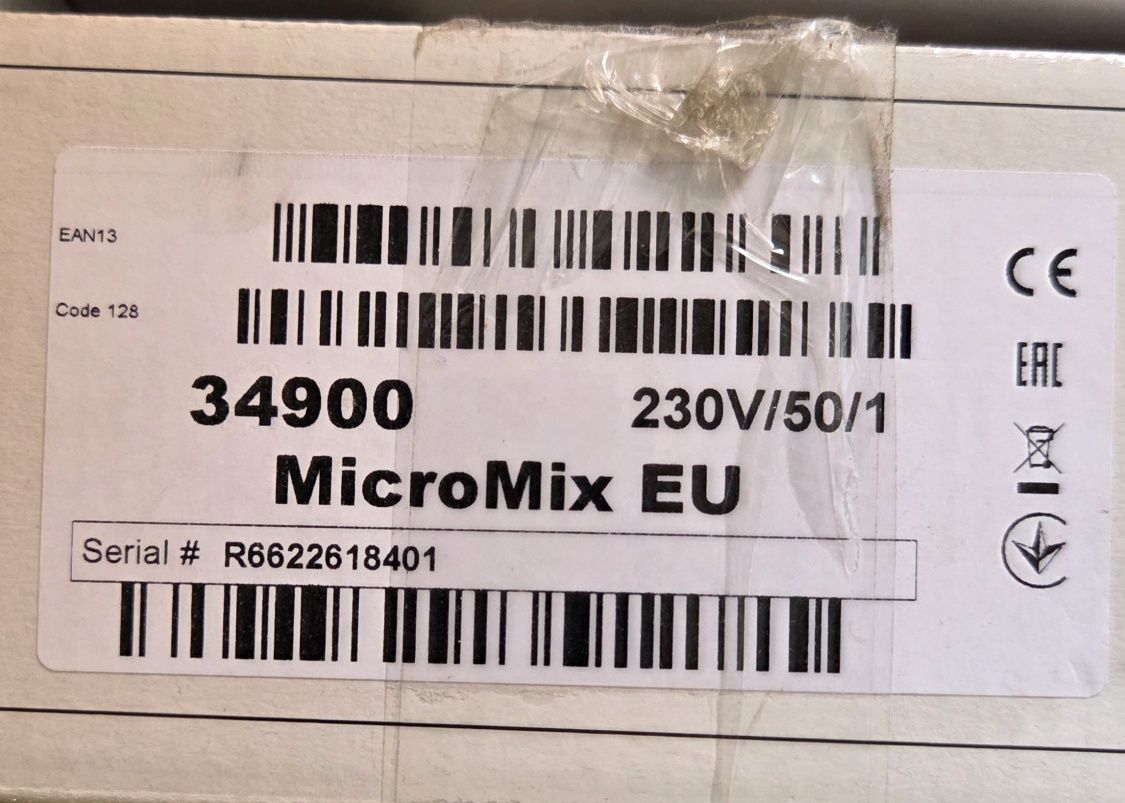 EAN13
Code 128
34900 230V/50/1
MicroMix EU
Serial # R6622618401
CE
EAC